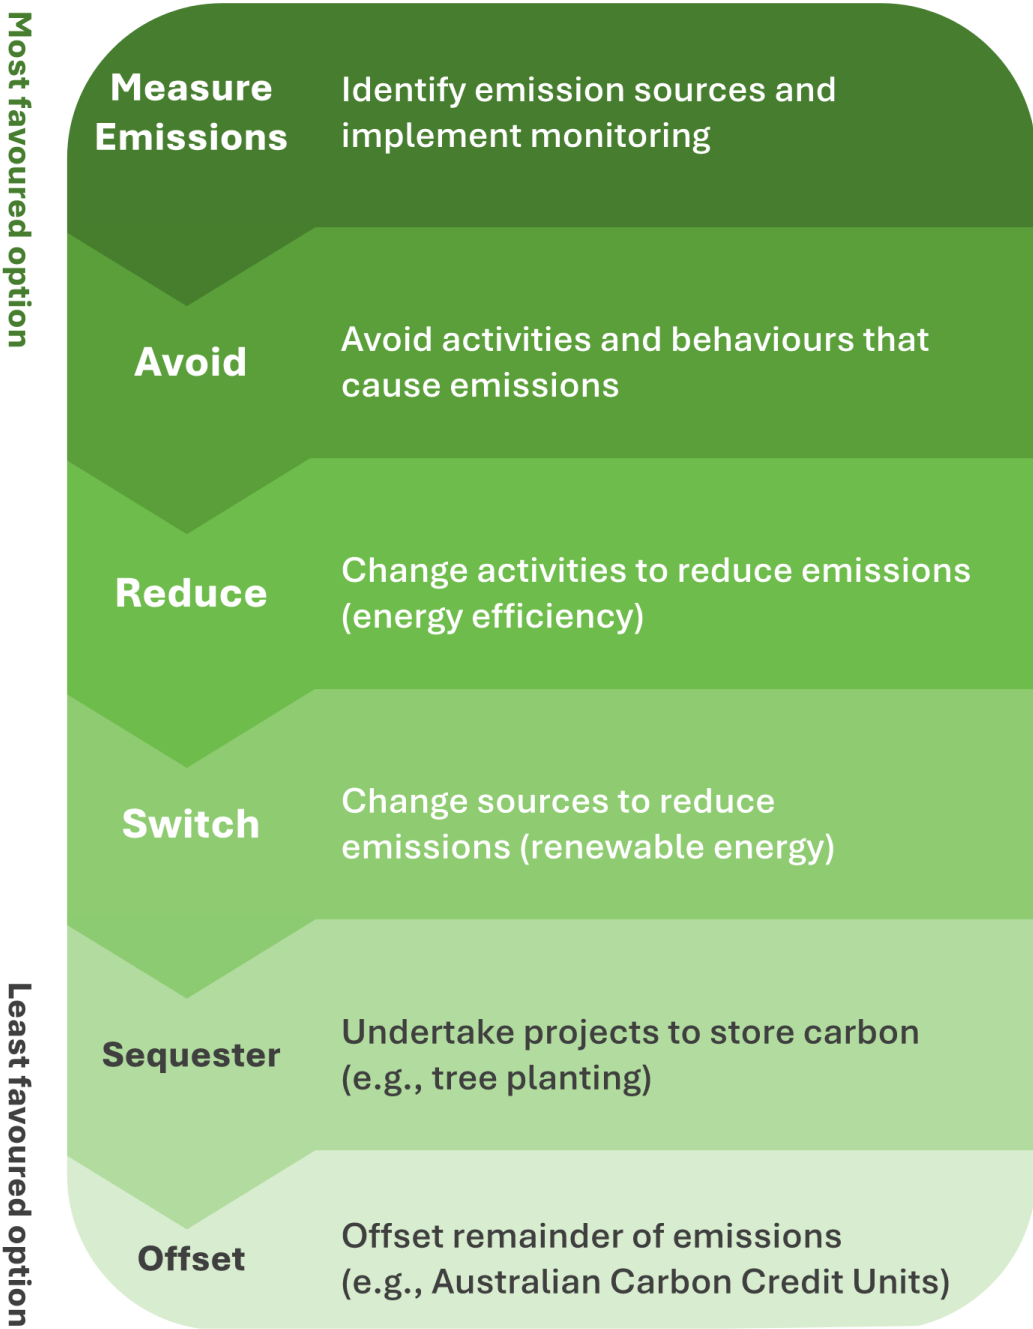 Most favoured option
Measure
Emissions
Identify emission sources and
implement monitoring
Avoid
Avoid activities and behaviours that
cause emissions
Reduce
Change activities to reduce emissions
(energy efficiency)
Switch
Change sources to reduce
emissions (renewable energy)
Sequester
Undertake projects to store carbon
(e.g., tree planting)
Offset
Offset remainder of emissions
(e.g., Australian Carbon Credit Units)
Least favoured option